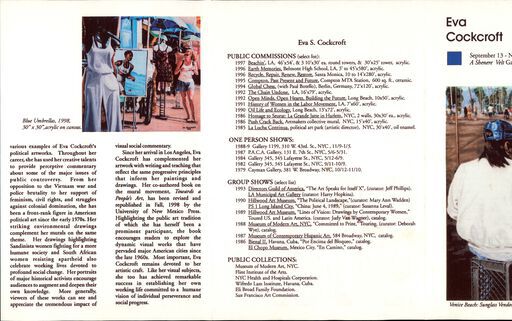 Blue Umbrellas, 1998,
30" x 30", acrylic on canvas.
various examples of Eva Cockcroft's
political artworks. Throughout her
career, she has used her creative talents
to provide perceptive commentary
about some of the major issues of
public controversy. From her
opposition to the Vietnam war and
police brutality to her support of
feminism, civil rights, and struggles
against colonial domination, she has
been a front-rank figure in American
political art since the early 1970s. Her
striking environmental drawings
complement her murals on the same
theme. Her drawings highlighting
Sandinista women fighting for a more
humane society and South African
women resisting apartheid also
celebrate working lives devoted to
profound social change. Her portraits
of major historical activists encourage
audiences to augment and deepen their
own knowledge. More generally,
viewers of these works can see and
appreciate the tremendous impact of
visual social commentary.
Since her arrival in Los Angeles, Eva
Cockcroft has complemented her
artwork with writing and teaching that
reflect the same progressive principles
that inform her paintings and
drawings. Her co-authored book on
the mural movement, Towards a
People's Art, has been revised and
republished in Fall, 1998 by the
University of New Mexico Press.
Highlighting the public art tradition
of which she has herself been a
prominent participant, the book
encourages readers to explore the
dynamic visual works that have
pervaded major American cities since
the late 1960s. Most important, Eva
Cockcroft remains devoted to her
artistic craft. Like her visual subjects,
she too has achieved remarkable
success in establishing her own
working life committed to a humane
vision of individual perseverance and
social progress.
Eva S. Cockcroft
PUBLIC COMMISSIONS (select list):
1997 Beachin', LA, 46'x54', & 3 10'x30' ea. round towers, & 30'x25' tower, acrylic.
1996 Earth Memories, Belmont High School, LA, 5' to 45'x580', acrylic.
1996 Recycle, Repair, Renew, Restore, Santa Monica, 10 to 14'x280', acrylic.
1995 Compton, Past Present and Future, Compton MTA Station, 600 sq. ft., ceramic.
1994 Global Chess, (with Paul Botello), Berlin, Germany, 72'x120', acrylic.
1992 The Chain Undone, LA, 16'x79', acrylic.
1992 Open Minds, Open Hearts, Building the Future, Long Beach, 10x50', acrylic.
1991 History of Women in the Labor Movement, LA, 7'x60', acrylic.
1990 Oil Life and Ecology, Long Beach, 15'x72', acrylic.
1986 Homage to Seurat: La Grande Jatte in Harlem, NYC, 2 walls, 30x30' ea., acrylic.
1986 Push Crack Back, Artmakers collective mural, NYC, 15'x40', acrylic.
1985 La Lucha Continua, political art park (artistic director), NYC, 30'x40', oil enamel.
ONE PERSON SHOWS:
1988-9 Gallery 1199, 310 W. 43rd. St., NYC, 11/9-1/3.
1987 P.A.C.A. Gallery, 131 E. 7th St., NYC, 5/6-5/31.
1984 Gallery 345, 345 Lafayette St., NYC, 5/12-6/9.
1982 Gallery 345, 345 Lafayette St., NYC, 9/11-10/9.
1979 Cayman Gallery, 381 W. Broadway, NYC, 10/12-11/10.
GROUP SHOWS (select list)
1993 Directors Guild of America, "The Art Speaks for Itself X", (curator: Jeff Phillips).
LA Municipal Art Gallery (curator: Harry Hopkins).
1990 Hillwood Art Museum, "The Political Landscape," (curator: Mary Ann Wadden)
1989 PS 1 Long Island City, "China: June 4, 1989," (curator: Susanna Leval).
Hillwood Art Museum, "Lines of Vision: Drawings by Contemporary Women,"
Toured US. and Latin America. (curator: Judy Van Wagner), catalog.
1988 Museum of Modern Art, NYC, "Committed to Print," Touring, (curator: Deborah
Wye), catalog.
1987 Museum of Contemporary Hispanic Art, 584 Broadway, NYC, catalog.
1986 Bienal II, Havana, Cuba, "Por Encima del Bloqueo," catalog.
El Chopo Museum, Mexico City, "En Camino," catalog.
PUBLIC COLLECTIONS:
Museum of Modern Art, NYC.
Flint Institute of the Arts.
NYC Health and Hospitals Corporation.
Wifredo Lam Institute, Havana, Cuba.
Eli Broad Family Foundation.
San Francisco Art Commission.
Eva
Cockcroft
September 13 - N
A Shenere Velt Ga
Venice Beach: Sunglass Vendor